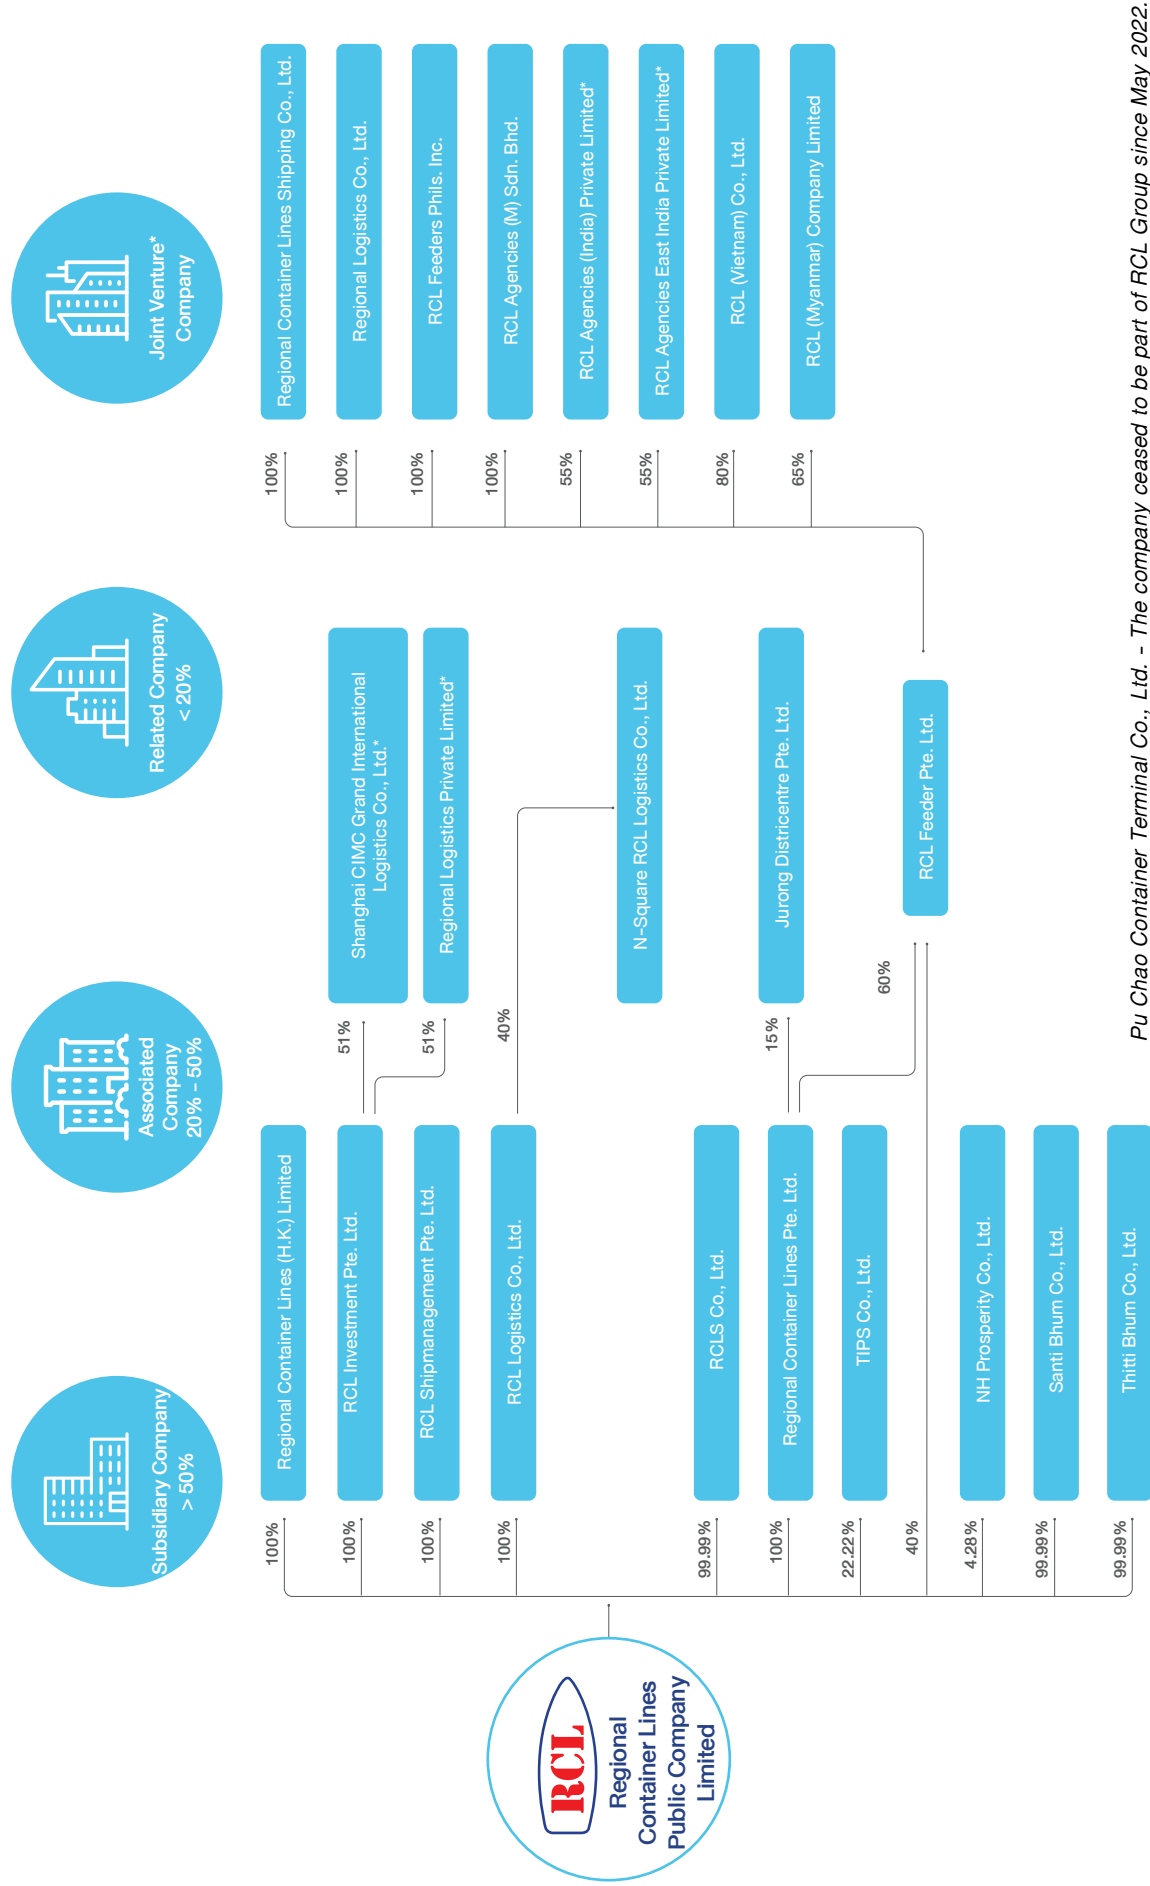 Subsidiary Company
> 50%
Associated
Company
20% - 50%
Related Company
< 20%
Joint Venture*
Company
RCL
Regional
Container Lines
Public Company
Limited
100%
Regional Container Lines (H.K.) Limited
100%
RCL Investment Pte. Ltd.
100%
RCL Shipmanagement Pte. Ltd.
100%
RCL Logistics Co., Ltd.
99.99%
RCLS Co., Ltd.
100%
Regional Container Lines Pte. Ltd.
22.22%
TIPS Co., Ltd.
40%
4.28%
NH Prosperity Co., Ltd.
99.99%
Santi Bhum Co., Ltd.
99.99%
Thitti Bhum Co., Ltd.
51%
Shanghai CIMC Grand International
Logistics Co., Ltd.*
51%
Regional Logistics Private Limited*
40%
N-Square RCL Logistics Co., Ltd.
15%
Jurong Districentre Pte. Ltd.
60%
RCL Feeder Pte. Ltd.
100%
Regional Container Lines Shipping Co., Ltd.
100%
Regional Logistics Co., Ltd.
100%
RCL Feeders Phils. Inc.
100%
RCL Agencies (M) Sdn. Bhd.
55%
RCL Agencies (India) Private Limited*
55%
RCL Agencies East India Private Limited*
80%
RCL (Vietnam) Co., Ltd.
65%
RCL (Myanmar) Company Limited
Pu Chao Container Terminal Co., Ltd. - The company ceased to be part of RCL Group since May 2022.